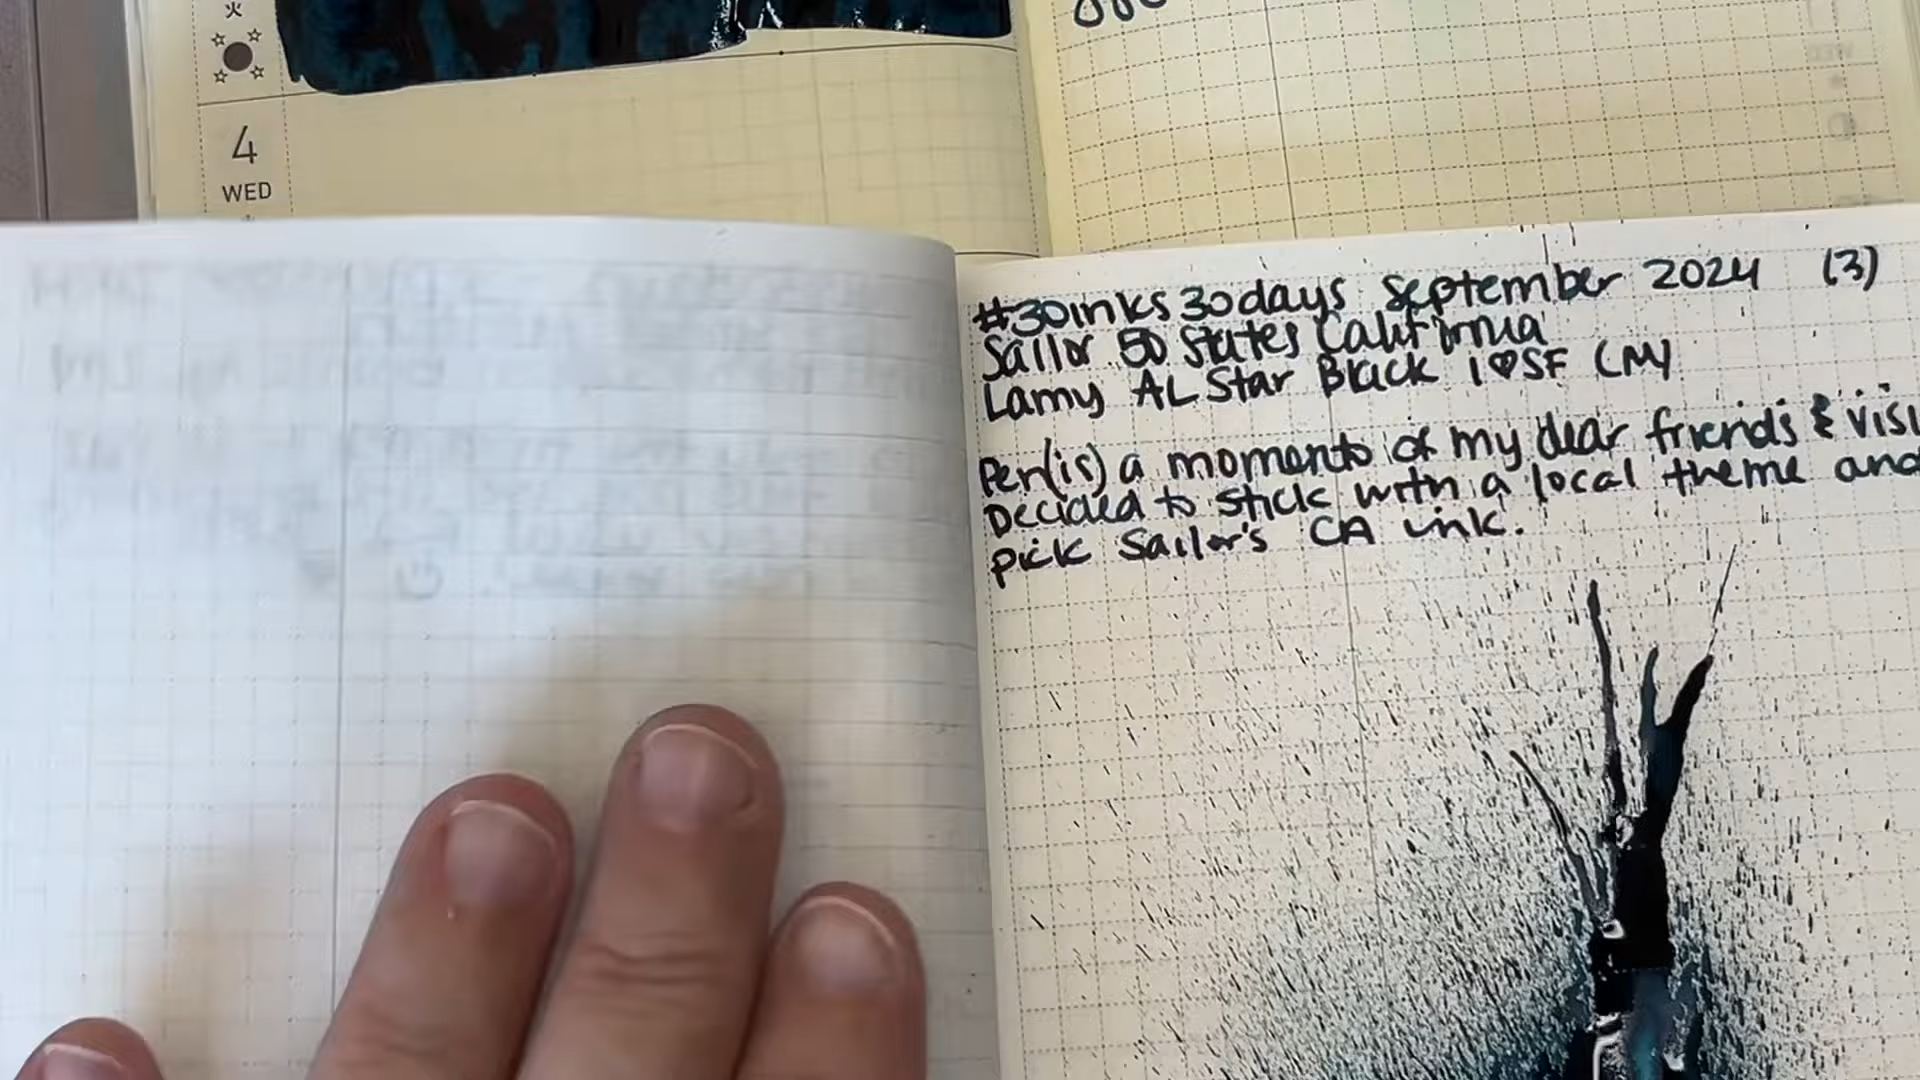 火
4
WED
#30inks30days September 2024 (3)
Sailor 50 States California
Lamy AL Star Black I♥SF (M)
Pen(is) a momento of my dear friends & visi
Decided to stick with a local theme and
pick Sailor's CA ink.